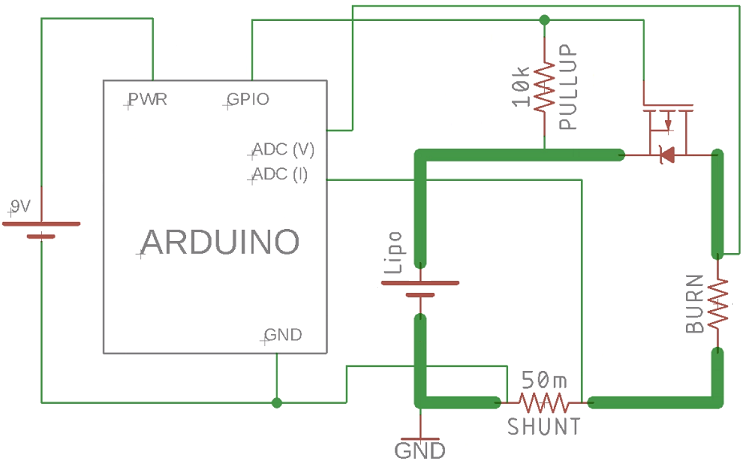 PWR
GPIO
10k
PULLUP
ADC (V)
ADC (I)
9V
ARDUINO
Lipo
BURN
GND
50m
SHUNT
GND